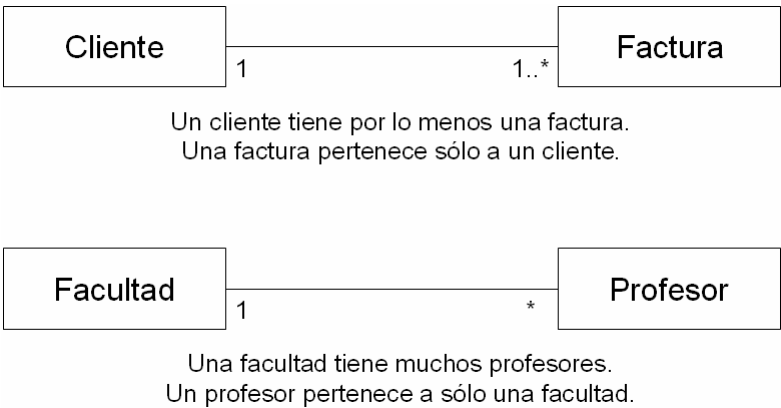 Cliente
Factura
1
1..*
Un cliente tiene por lo menos una factura.
Una factura pertenece sólo a un cliente.
Facultad
Profesor
1
*
Una facultad tiene muchos profesores.
Un profesor pertenece a sólo una facultad.